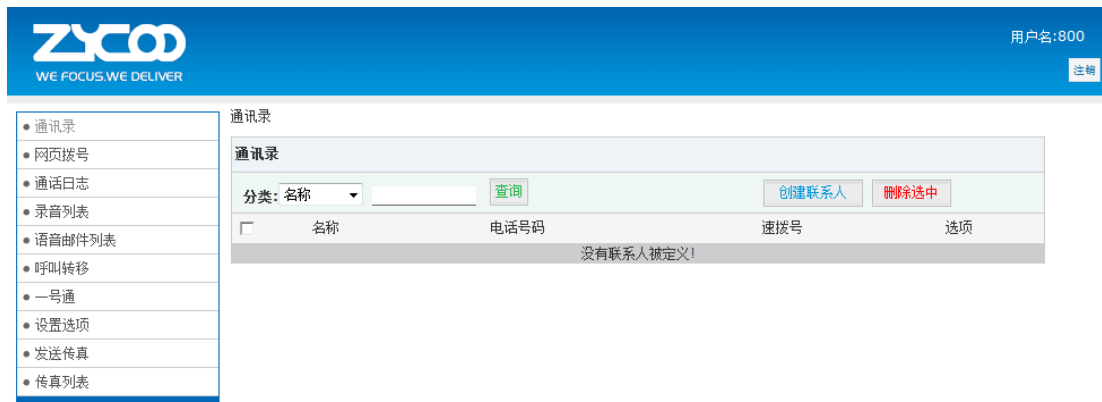 ZYCOO
WE FOCUS.WE DELIVER
用户名:800
注销
通讯录
网页拨号
通话日志
录音列表
语音邮件列表
呼叫转移
一号通
设置选项
发送传真
传真列表
通讯录
通讯录
分类: 名称 查询 创建联系人 删除选中
名称 电话号码 速拨号 选项
没有联系人被定义!